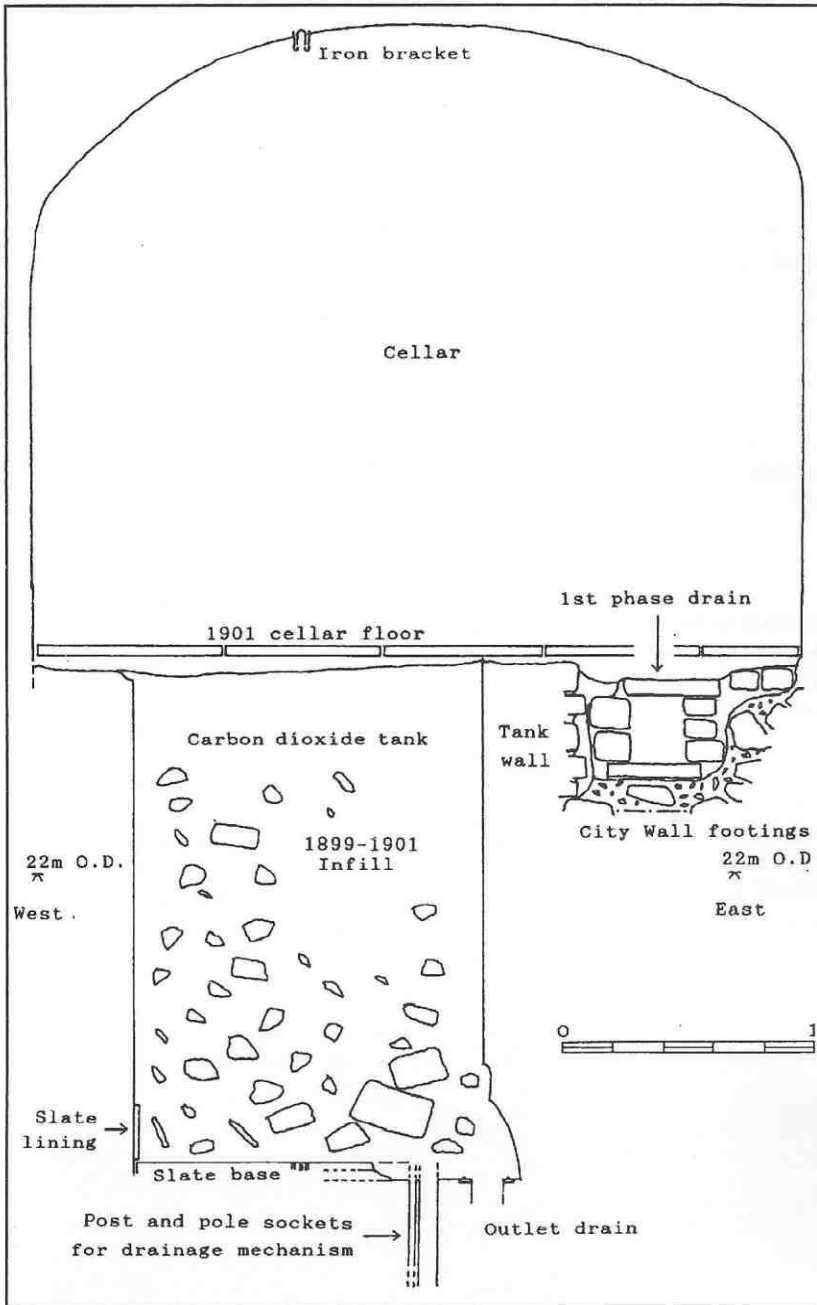 Iron bracket
Cellar
1st phase drain
1901 cellar floor
Carbon dioxide tank
Tank
wall
1899-1901
Infill
City Wall footings
22m O.D.
22m O.D
West.
East
0
1
Slate
lining
Slate base
Post and pole sockets
for drainage mechanism
Outlet drain